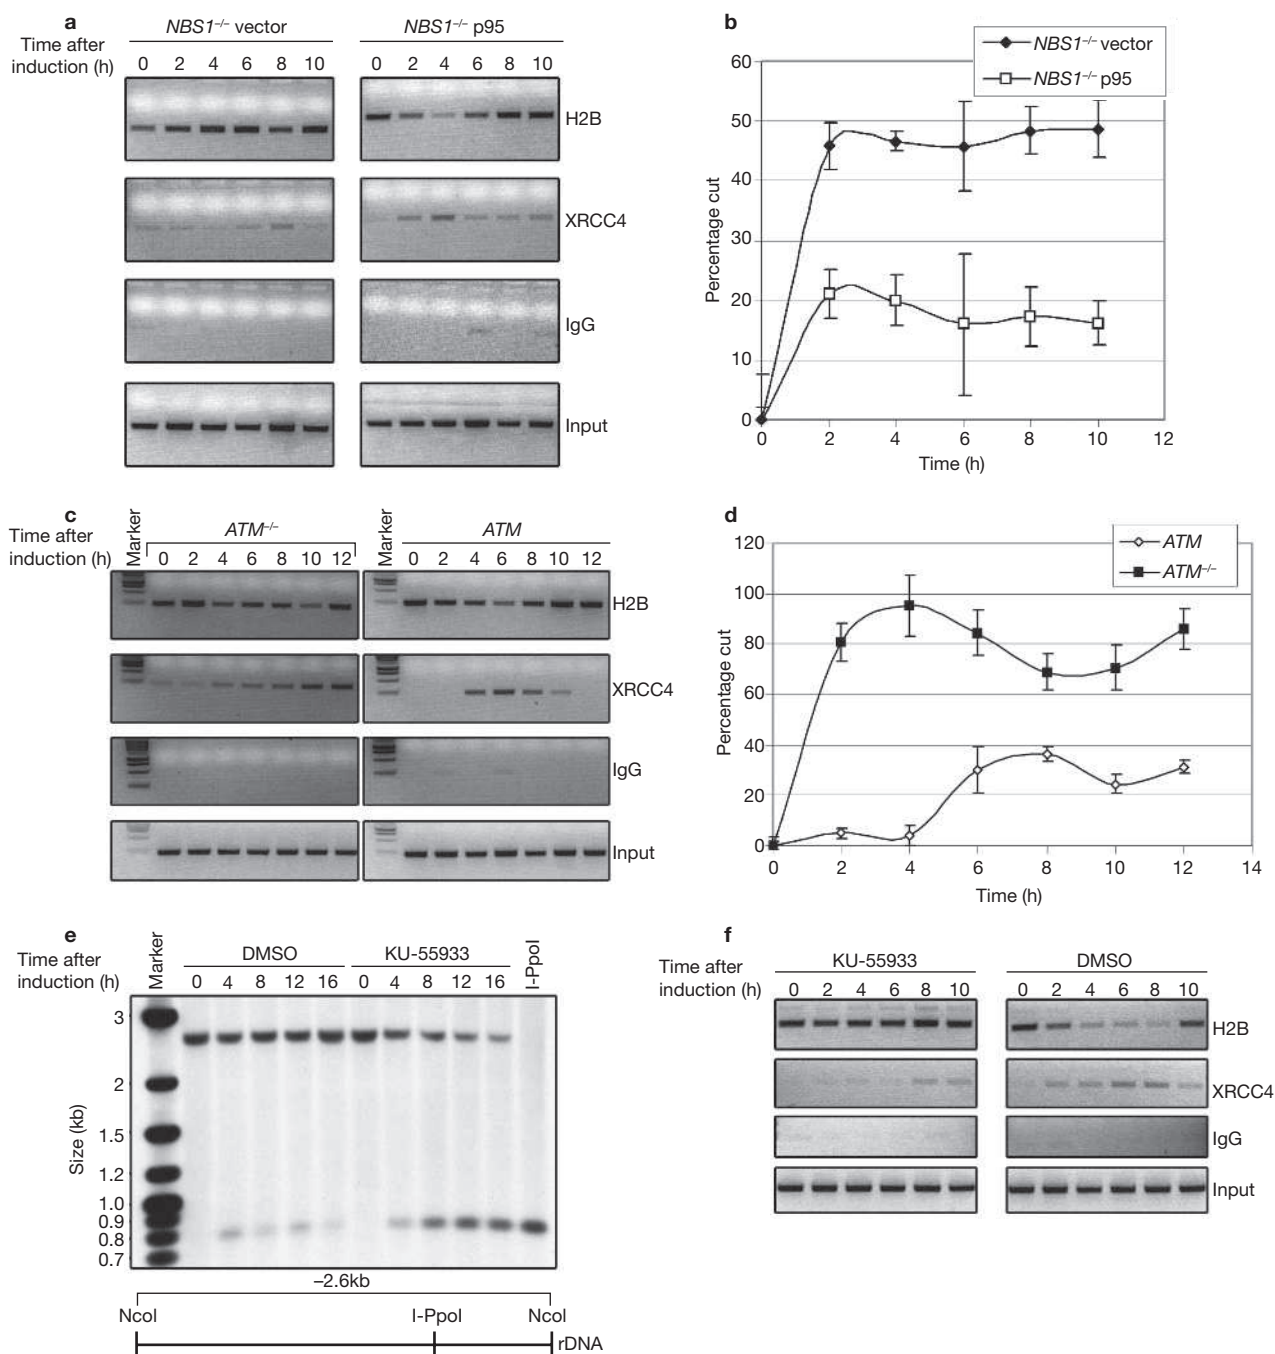 a
NBS1–/– vector
NBS1–/– p95
Time after induction (h)
0 2 4 6 8 10
0 2 4 6 8 10
H2B
XRCC4
IgG
Input
b
NBS1–/– vector
NBS1–/– p95
Percentage cut
60
50
40
30
20
10
0
0 2 4 6 8 10 12
Time (h)
c
Time after induction (h)
Marker
ATM–/–
0 2 4 6 8 10 12
Marker
ATM
0 2 4 6 8 10 12
H2B
XRCC4
IgG
Input
d
ATM
ATM–/–
Percentage cut
120
100
80
60
40
20
0
0 2 4 6 8 10 12 14
Time (h)
e
Time after induction (h)
Marker
DMSO
KU-55933
I-PpoI
0 4 8 12 16 0 4 8 12 16
Size (kb)
3
2
1.5
1.2
1.0
0.9
0.8
0.7
–2.6kb
NcoI I-PpoI NcoI
rDNA
f
Time after induction (h)
KU-55933
DMSO
0 2 4 6 8 10
0 2 4 6 8 10
H2B
XRCC4
IgG
Input